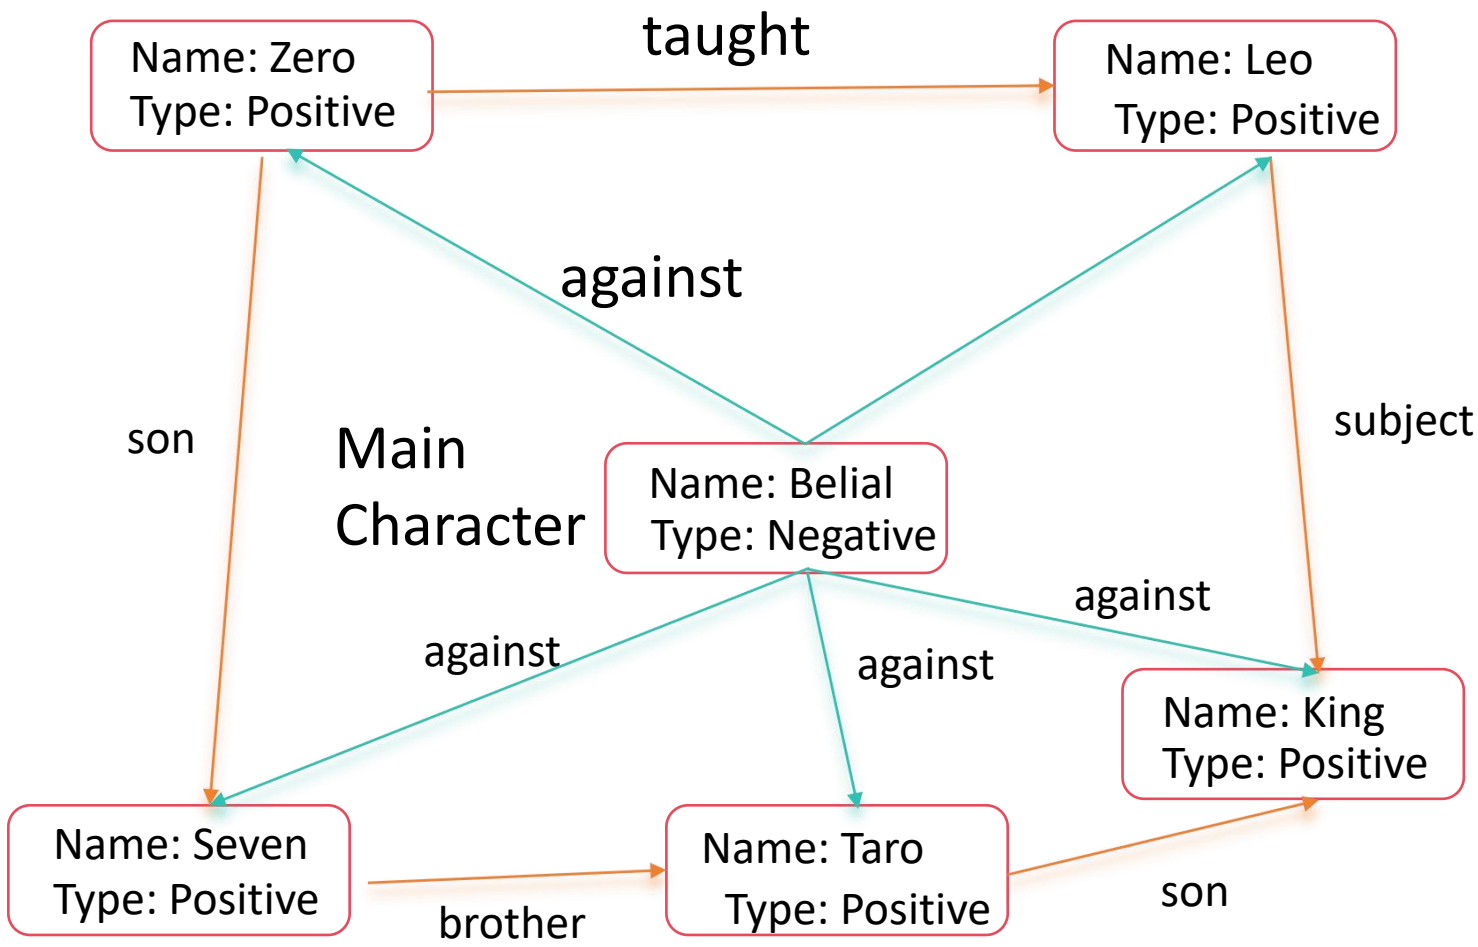 Name: Zero
Type: Positive
taught
Name: Leo
Type: Positive
against
son
Main
Character
subject
Name: Belial
Type: Negative
against
against
against
Name: King
Type: Positive
Name: Seven
Type: Positive
brother
Name: Taro
Type: Positive
son